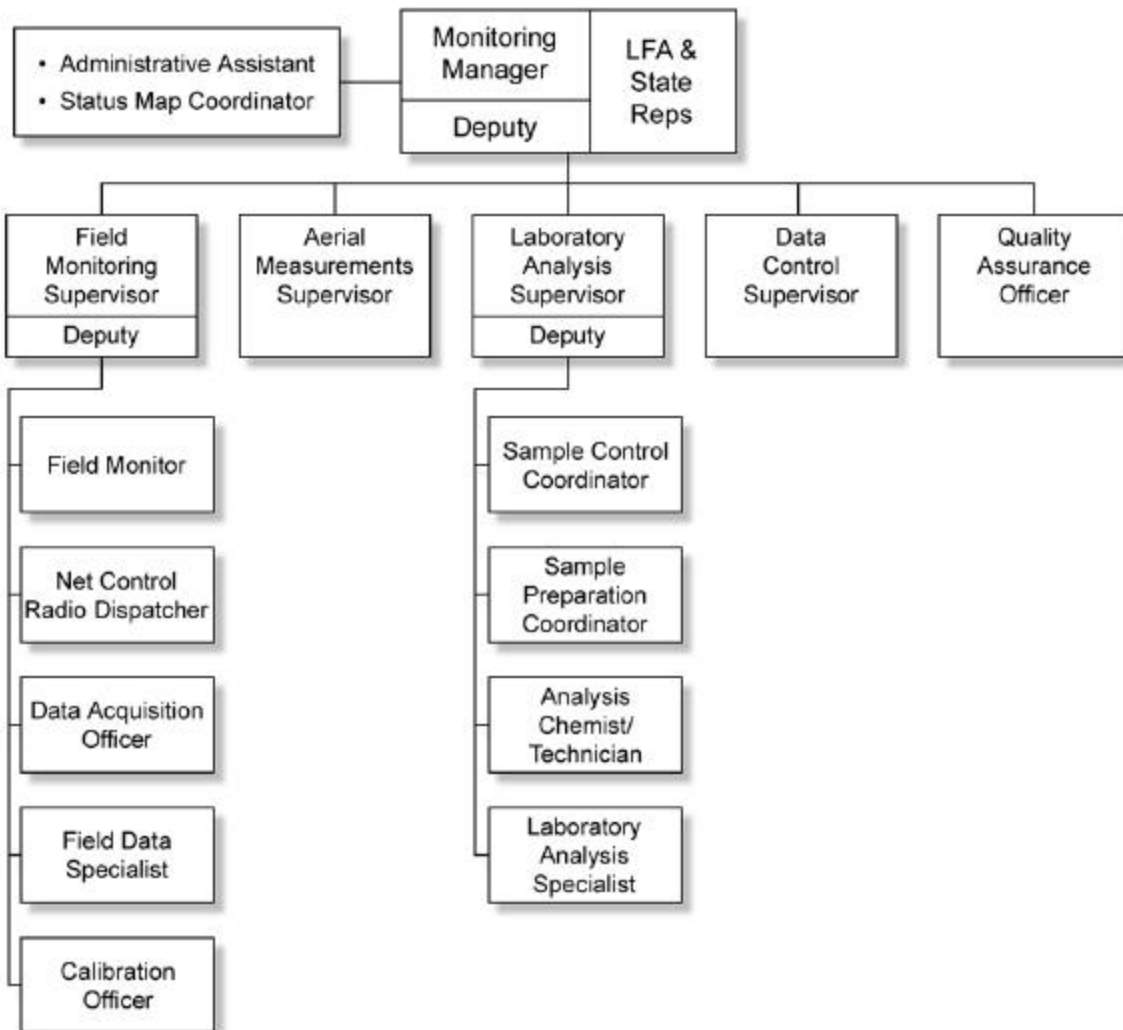 • Administrative Assistant
• Status Map Coordinator
Monitoring
Manager
Deputy
LFA &
State
Reps
Field
Monitoring
Supervisor
Deputy
Aerial
Measurements
Supervisor
Laboratory
Analysis
Supervisor
Deputy
Data
Control
Supervisor
Quality
Assurance
Officer
Field Monitor
Net Control
Radio Dispatcher
Data Acquisition
Officer
Field Data
Specialist
Calibration
Officer
Sample Control
Coordinator
Sample
Preparation
Coordinator
Analysis
Chemist/
Technician
Laboratory
Analysis
Specialist